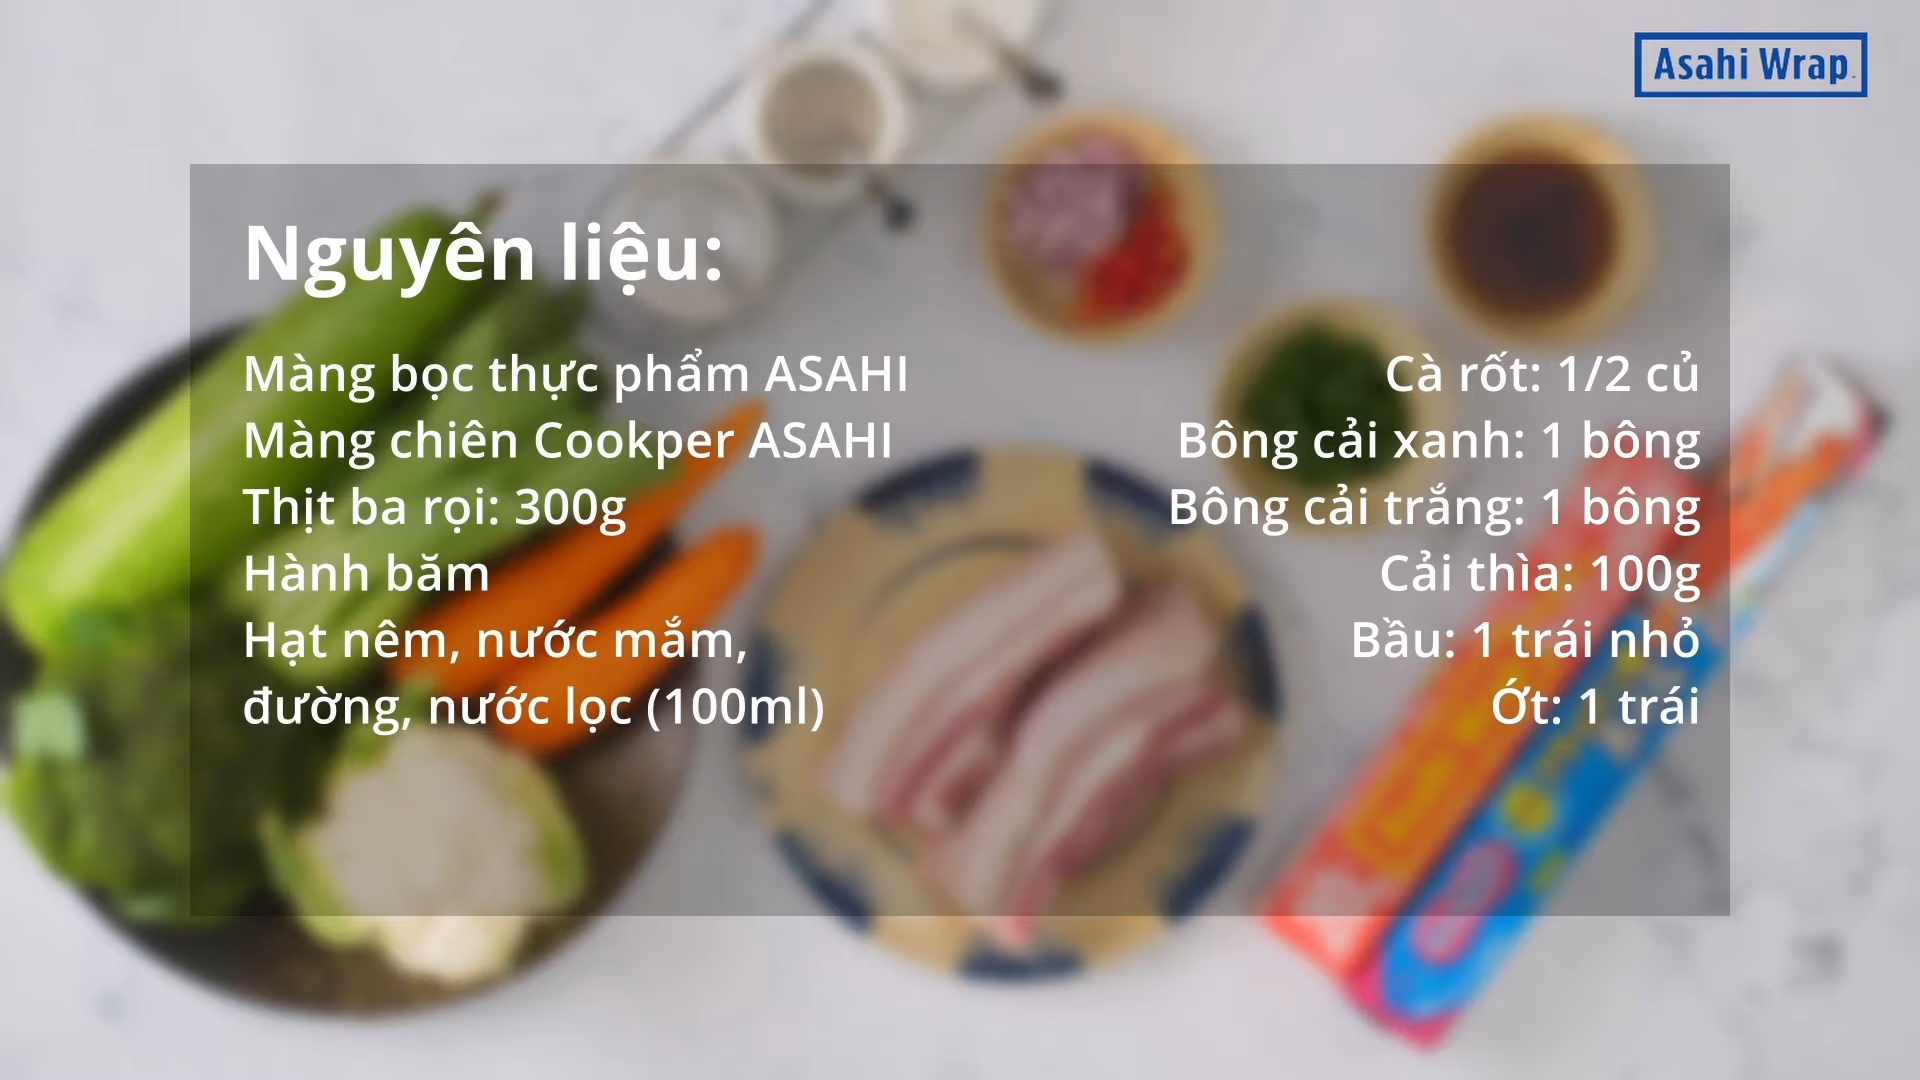 Asahi Wrap
Nguyên liệu:
Màng bọc thực phẩm ASAHI
Màng chiên Cookper ASAHI
Thịt ba rọi: 300g
Hành băm
Hạt nêm, nước mắm,
đường, nước lọc (100ml)
Cà rốt: 1/2 củ
Bông cải xanh: 1 bông
Bông cải trắng: 1 bông
Cải thìa: 100g
Bầu: 1 trái nhỏ
Ớt: 1 trái